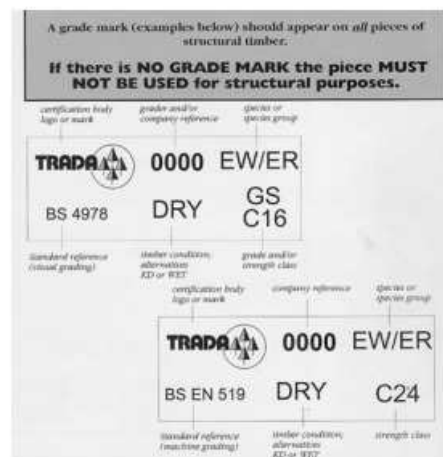 A grade mark (examples below) should appear on all pieces of
structural timber.
If there is NO GRADE MARK the piece MUST
NOT BE USED for structural purposes.
certification body
logo or mark
grader and/or
company reference
species or
species group
TRADA 0000 EW/ER
BS 4978 DRY GS
C16
standard reference
(visual grading)
timber condition;
alternatives
KD or WET
grade and/or
strength class
certification body
logo or mark
company reference
species or
species group
TRADA 0000 EW/ER
BS EN 519 DRY C24
standard reference
(machine grading)
timber condition;
alternatives
KD or WET
strength class